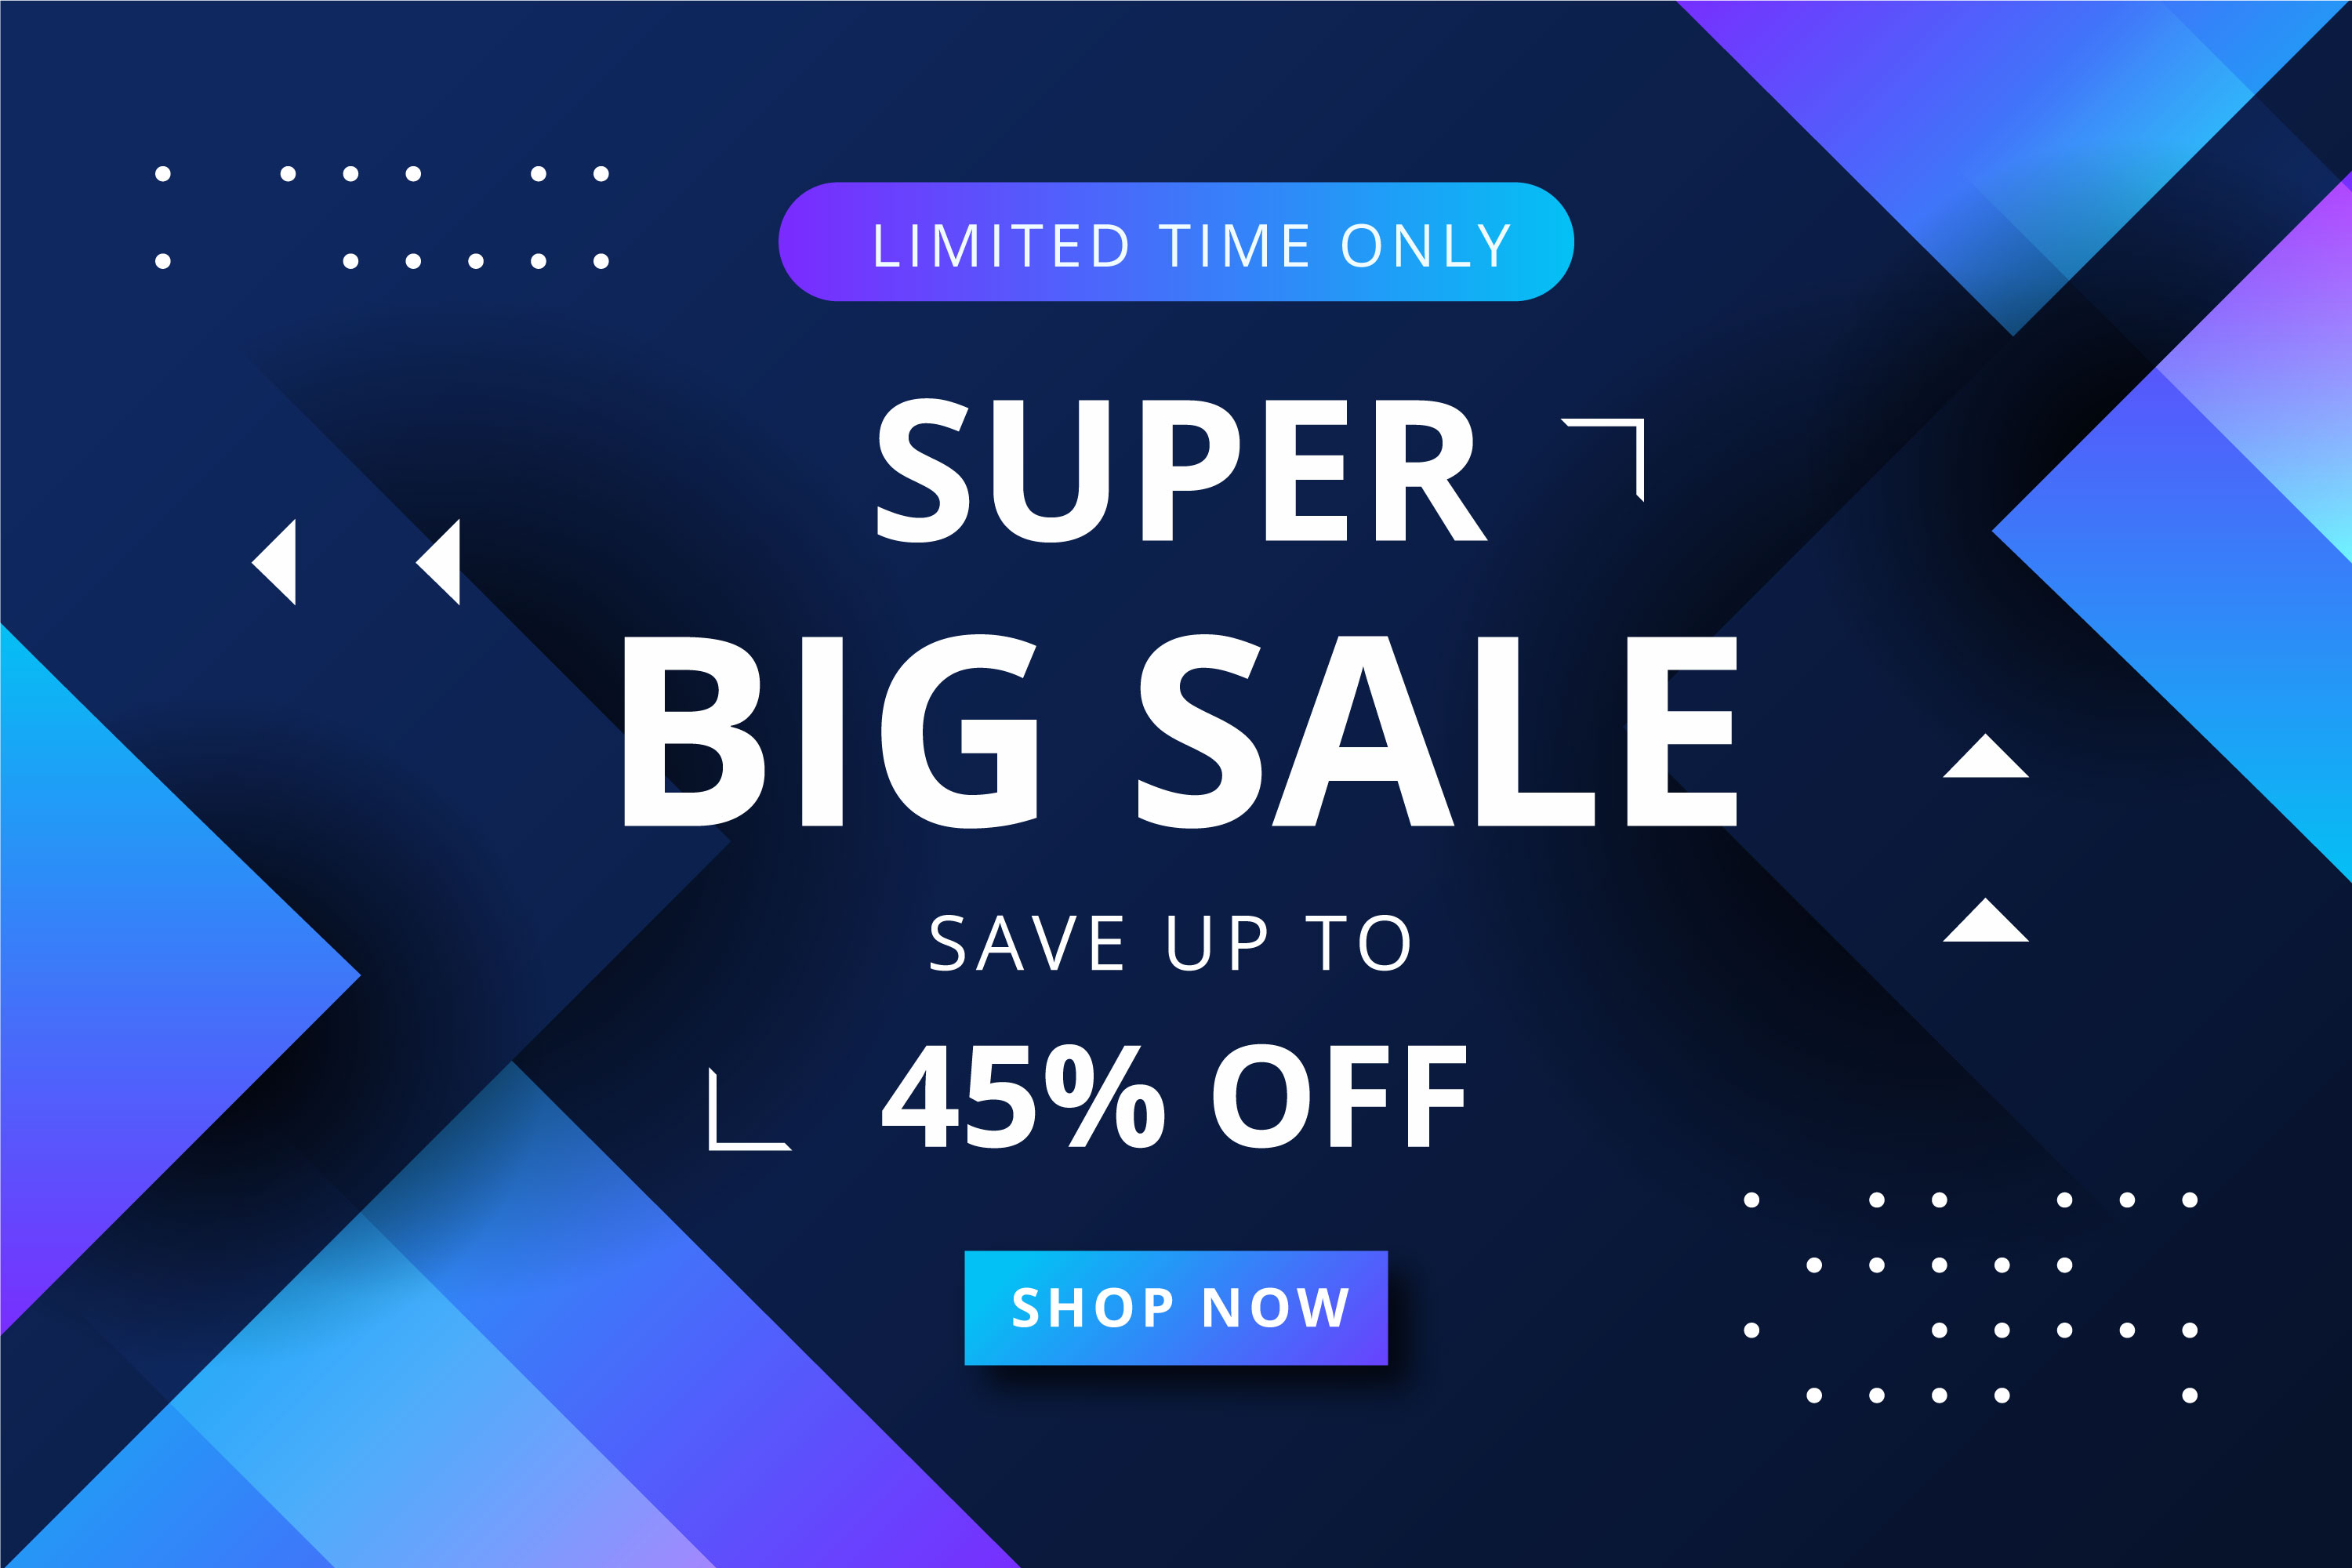 LIMITED TIME ONLY
SUPER
BIG SALE
SAVE UP TO
45% OFF
SHOP NOW